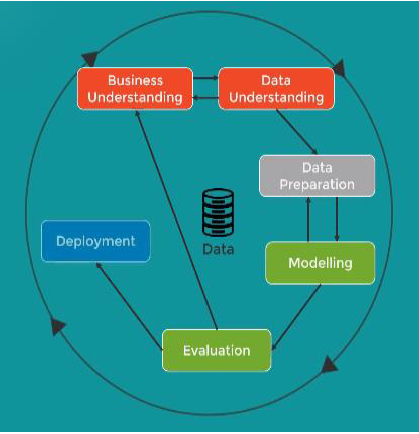 Business
Understanding
Data
Understanding
Data
Preparation
Data
Deployment
Modelling
Evaluation